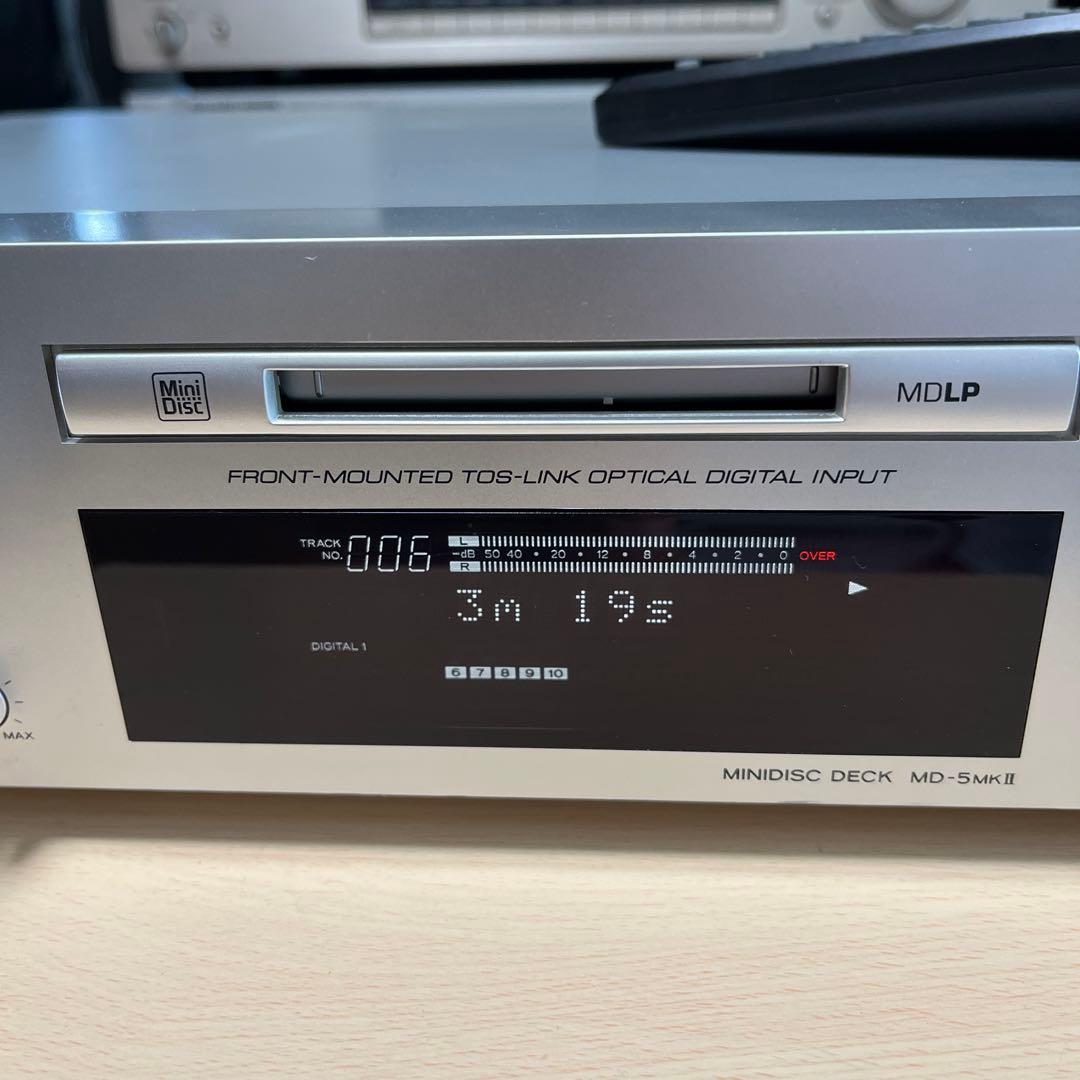 Mini
Disc
MDLP
FRONT-MOUNTED TOS-LINK OPTICAL DIGITAL INPUT
TRACK
NO. 006
L
-dB 50 40 · 20 · 12 · 8 · 4 · 2 · 0 OVER
R
3m 19s
DIGITAL 1
6 7 8 9 10
MAX
MINIDISC DECK MD-5MKII